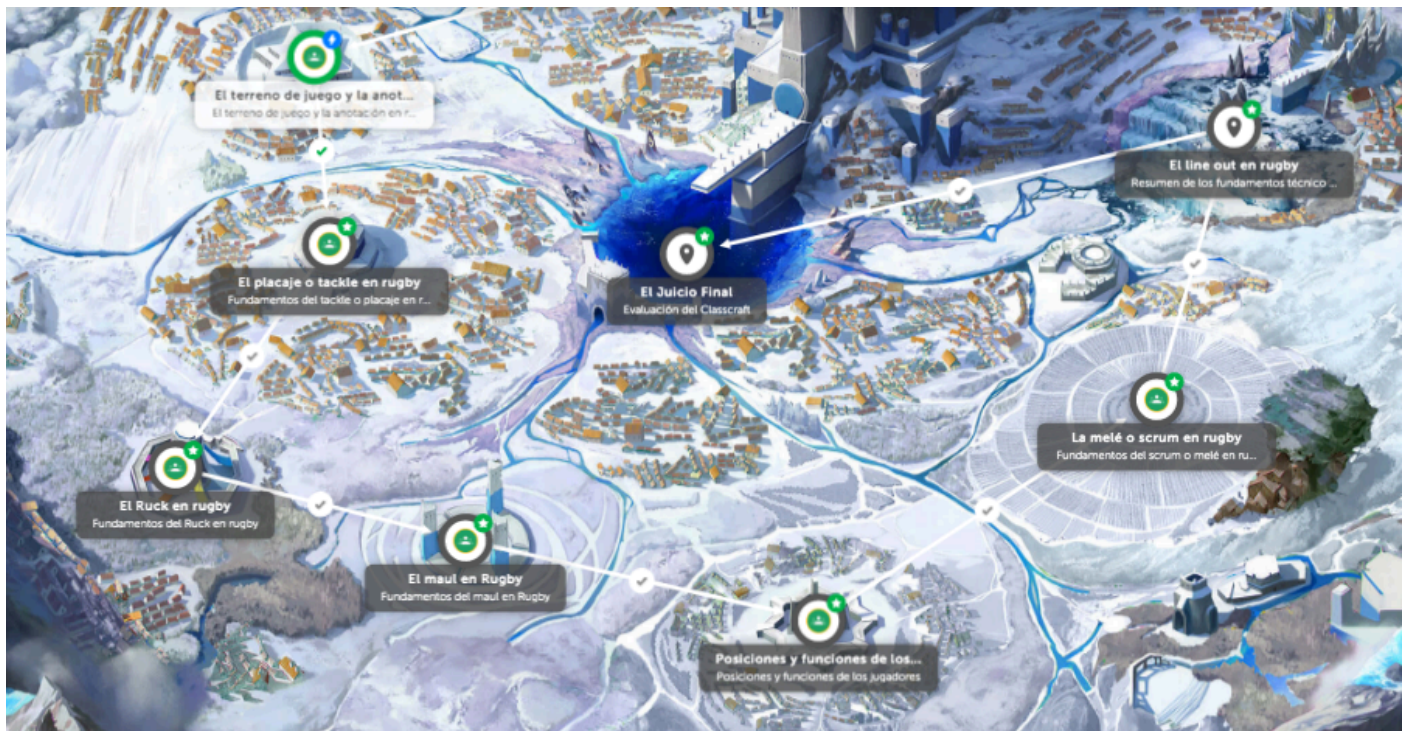 El terreno de juego y la anot...
El terreno de juego y la anotación en r...
El placaje o tackle en rugby
Fundamentos del tackle o placaje en r...
El Ruck en rugby
Fundamentos del Ruck en rugby
El maul en Rugby
Fundamentos del maul en Rugby
Posiciones y funciones de los...
Posiciones y funciones de los jugadores
La melé o scrum en rugby
Fundamentos del scrum o melé en ru...
El line out en rugby
Resumen de los fundamentos técnico ...
El Juicio Final
Evaluación del Classcraft